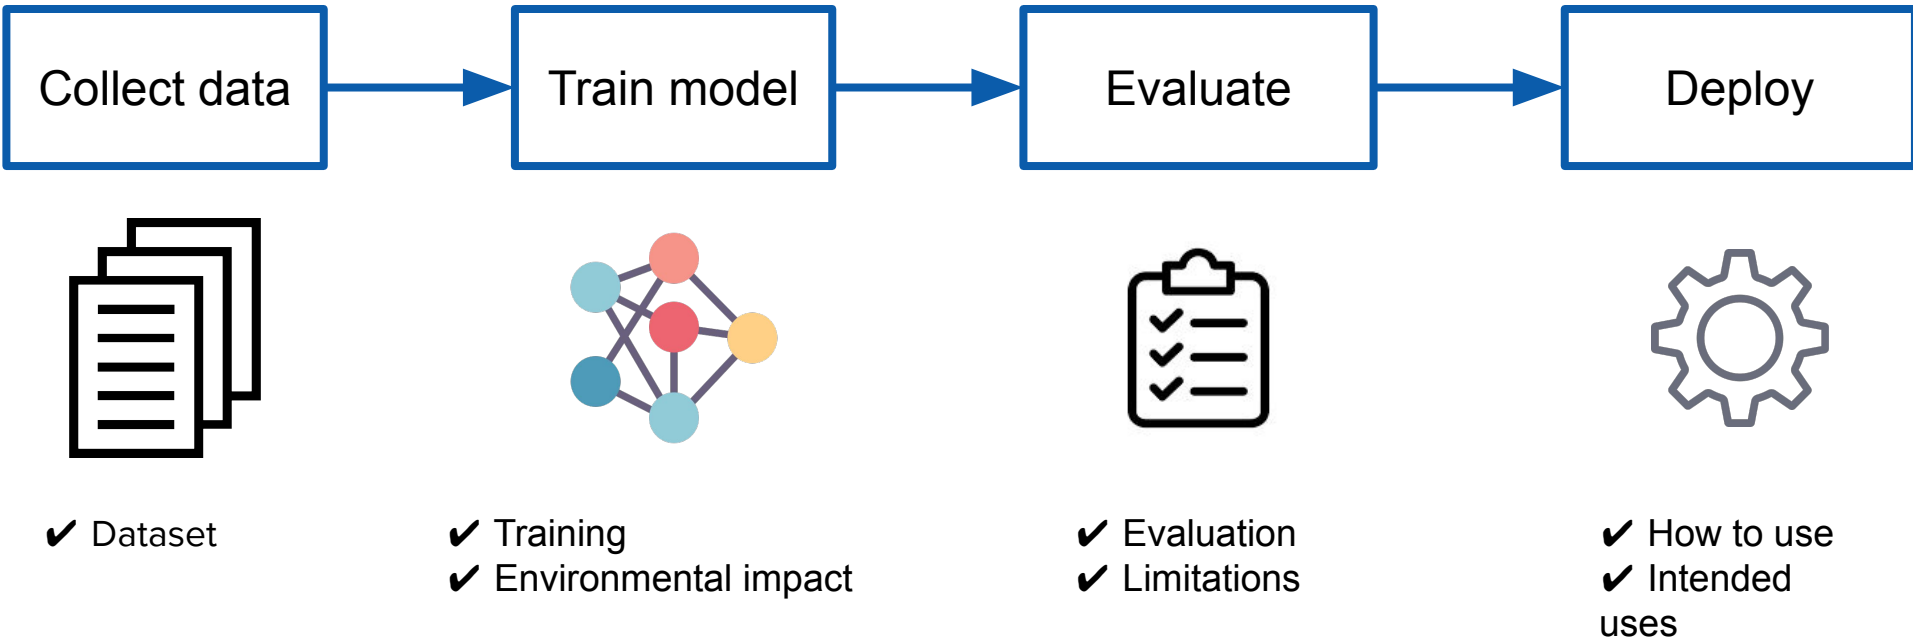 Collect data
Train model
Evaluate
Deploy
✔ Dataset
✔ Training
✔ Environmental impact
✔ Evaluation
✔ Limitations
✔ How to use
✔ Intended
uses